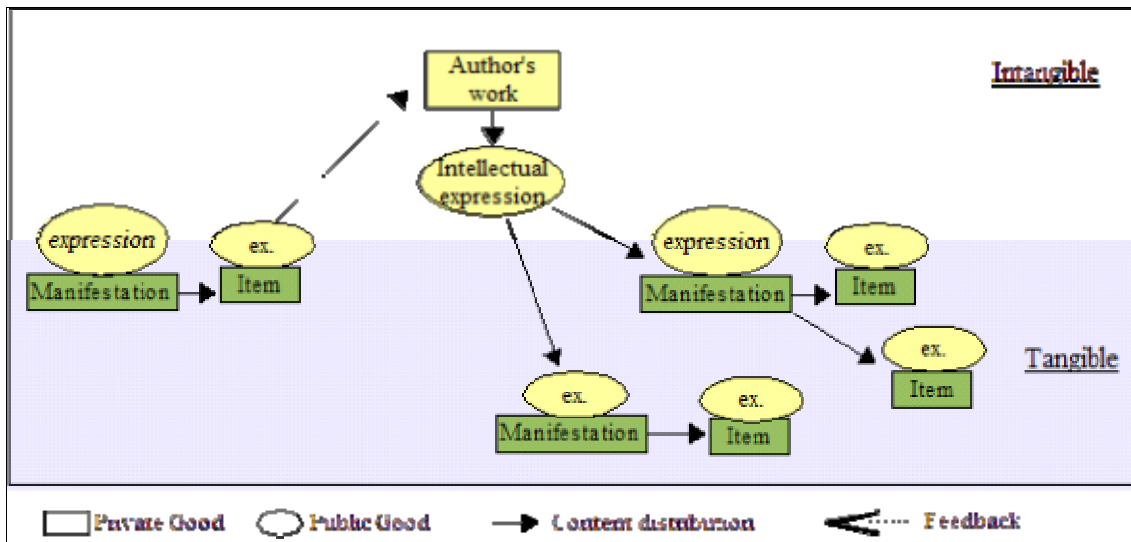 Author's
work
Intangible
Intellectual
expression
expression
ex.
Manifestation
Item
expression
ex.
Manifestation
Item
ex.
Item
Tangible
ex.
Manifestation
ex.
Item
Private Good
Public Good
Content distribution
Feedback